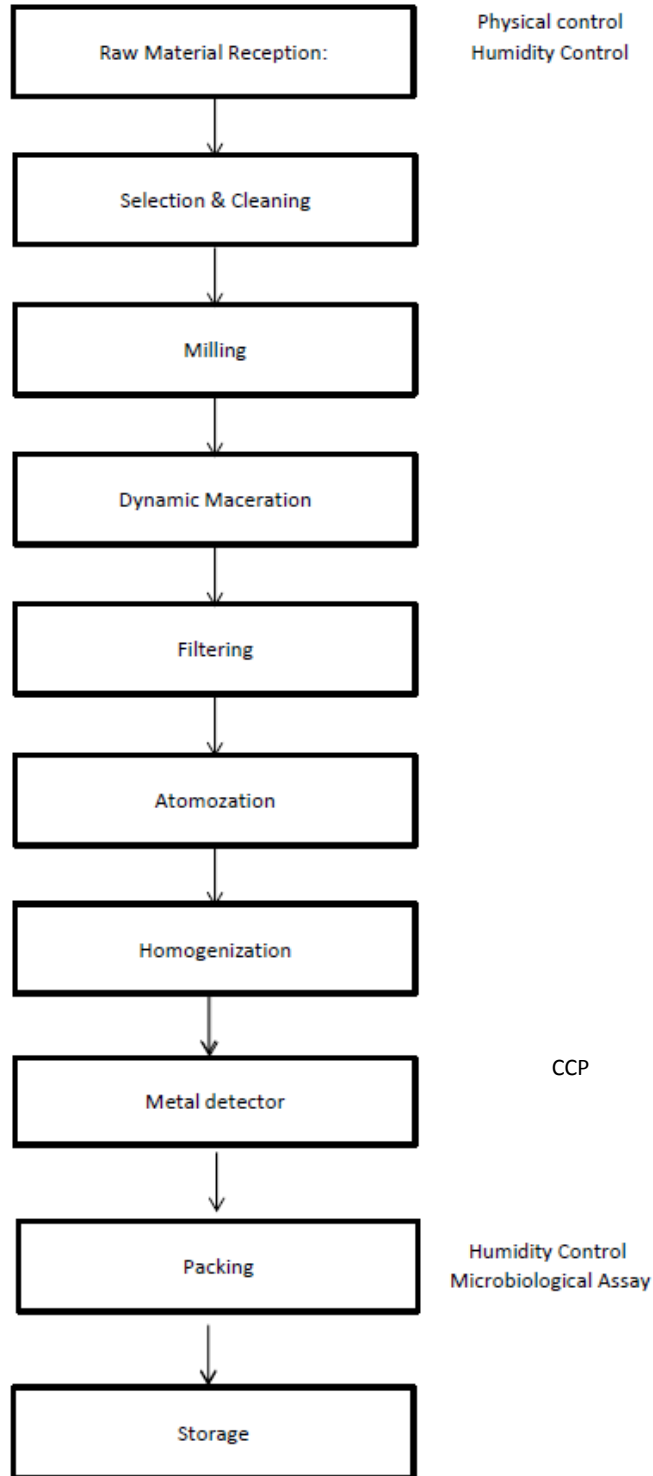 Raw Material Reception:
Physical control
Humidity Control
Selection & Cleaning
Milling
Dynamic Maceration
Filtering
Atomozation
Homogenization
Metal detector
CCP
Packing
Humidity Control
Microbiological Assay
Storage